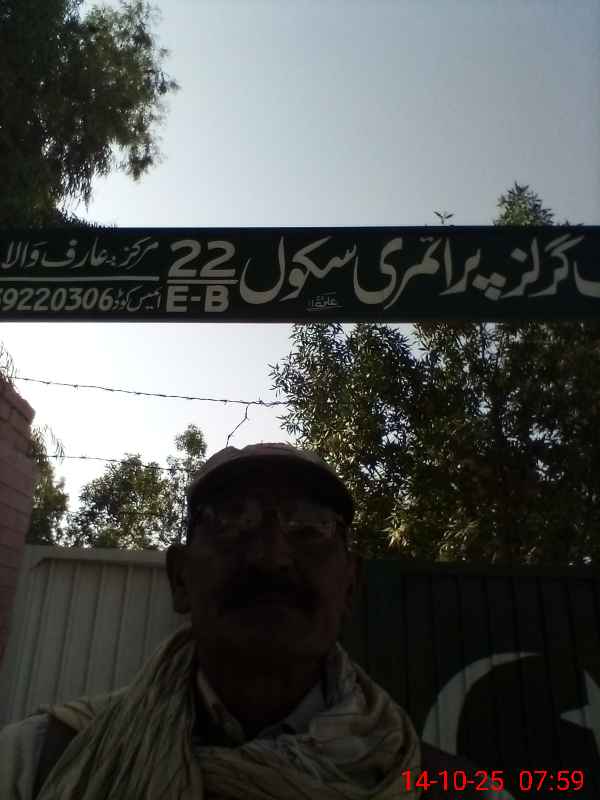 گرلز پرائمری سکول
22
E-B
مرکز:۔ عارف والا
ایمس کوڈ 39220306
14-10-25 07:59